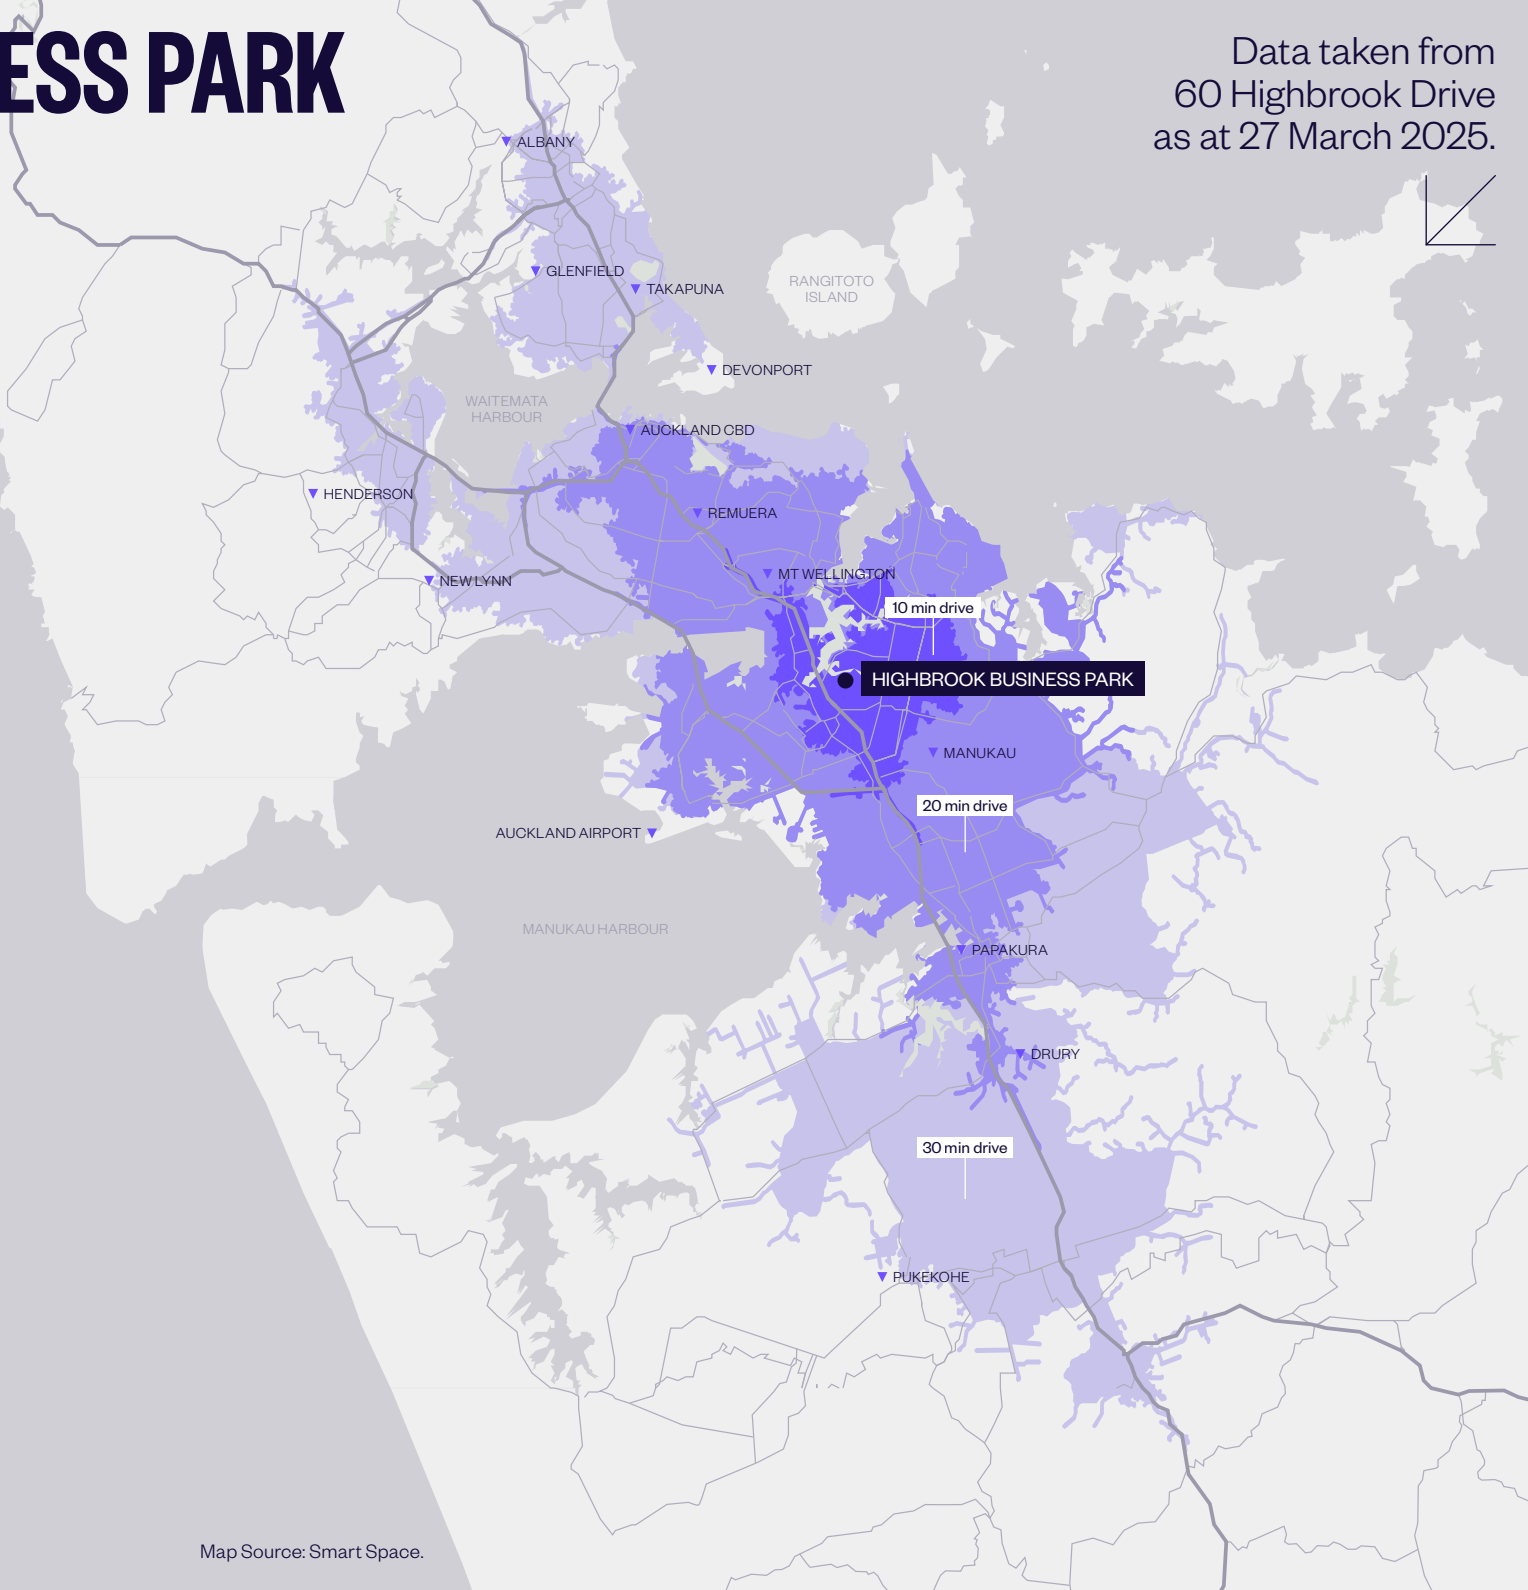 ESS PARK
Data taken from
60 Highbrook Drive
as at 27 March 2025.
ALBANY
GLENFIELD
TAKAPUNA
RANGITOTO
ISLAND
DEVONPORT
WAITEMATA
HARBOUR
AUCKLAND CBD
HENDERSON
REMUERA
NEW LYNN
MT WELLINGTON
10 min drive
HIGHBROOK BUSINESS PARK
MANUKAU
20 min drive
AUCKLAND AIRPORT
MANUKAU HARBOUR
PAPAKURA
DRURY
30 min drive
PUKEKOHE
Map Source: Smart Space.